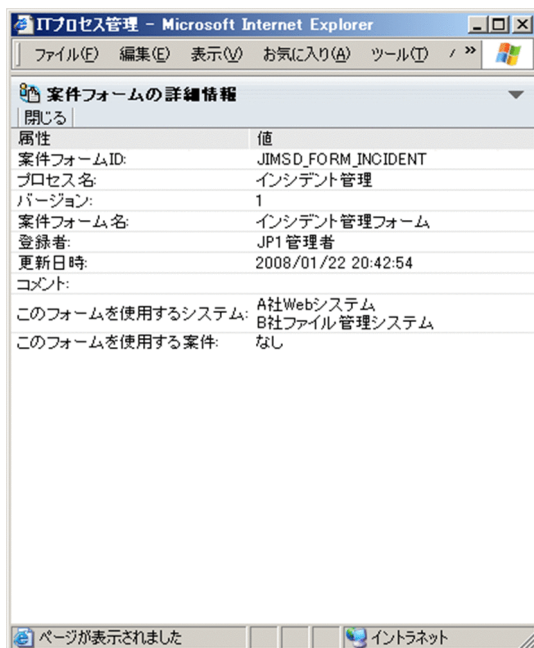 ITプロセス管理 - Microsoft Internet Explorer
ファイル(F) 編集(E) 表示(V) お気に入り(A) ツール(T) »
案件フォームの詳細情報
閉じる
属性 値
案件フォームID: JIMSD_FORM_INCIDENT
プロセス名: インシデント管理
バージョン: 1
案件フォーム名: インシデント管理フォーム
登録者: JP1管理者
更新日時: 2008/01/22 20:42:54
コメント:
このフォームを使用するシステム: A社Webシステム
B社ファイル管理システム
このフォームを使用する案件: なし
ページが表示されました イントラネット